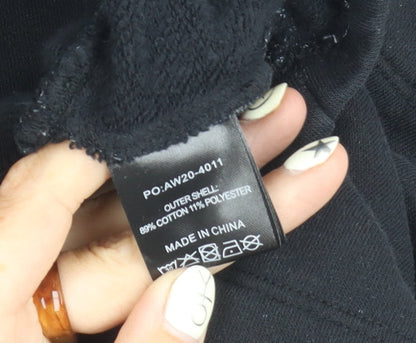 PO:AW20-4011
OUTER SHELL:
89% COTTON 11% POLYESTER
MADE IN CHINA